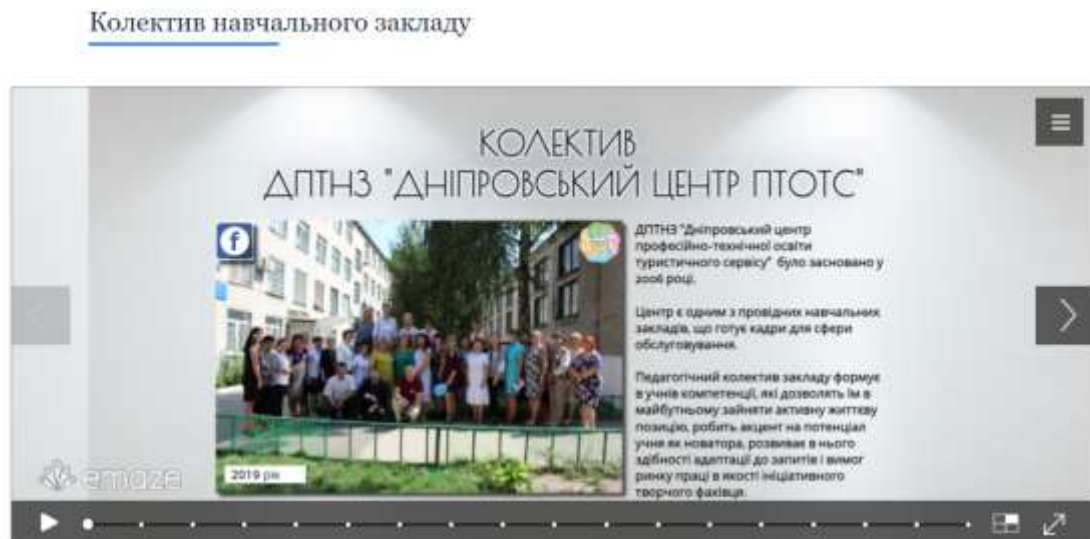 Колектив навчального закладу
КОЛЕКТИВ
ДПТНЗ "ДНІПРОВСЬКИЙ ЦЕНТР ПТОТС"
f
ДПТНЗ "Дніпровський центр
професійно-технічної освіти
туристичного сервісу" було засновано у
2006 році.
Центр є одним з провідних навчальних
закладів, що готує кадри для сфери
обслуговування.
Педагогічний колектив закладу формує
в учнів компетенції, які дозволять їм в
майбутньому зайняти активну життєву
позицію, робить акцент на потенціал
учня як новатора, розвиває в нього
здібності адаптації до запитів і вимог
ринку праці в якості ініціативного
творчого фахівця.
2019 рік
emaze